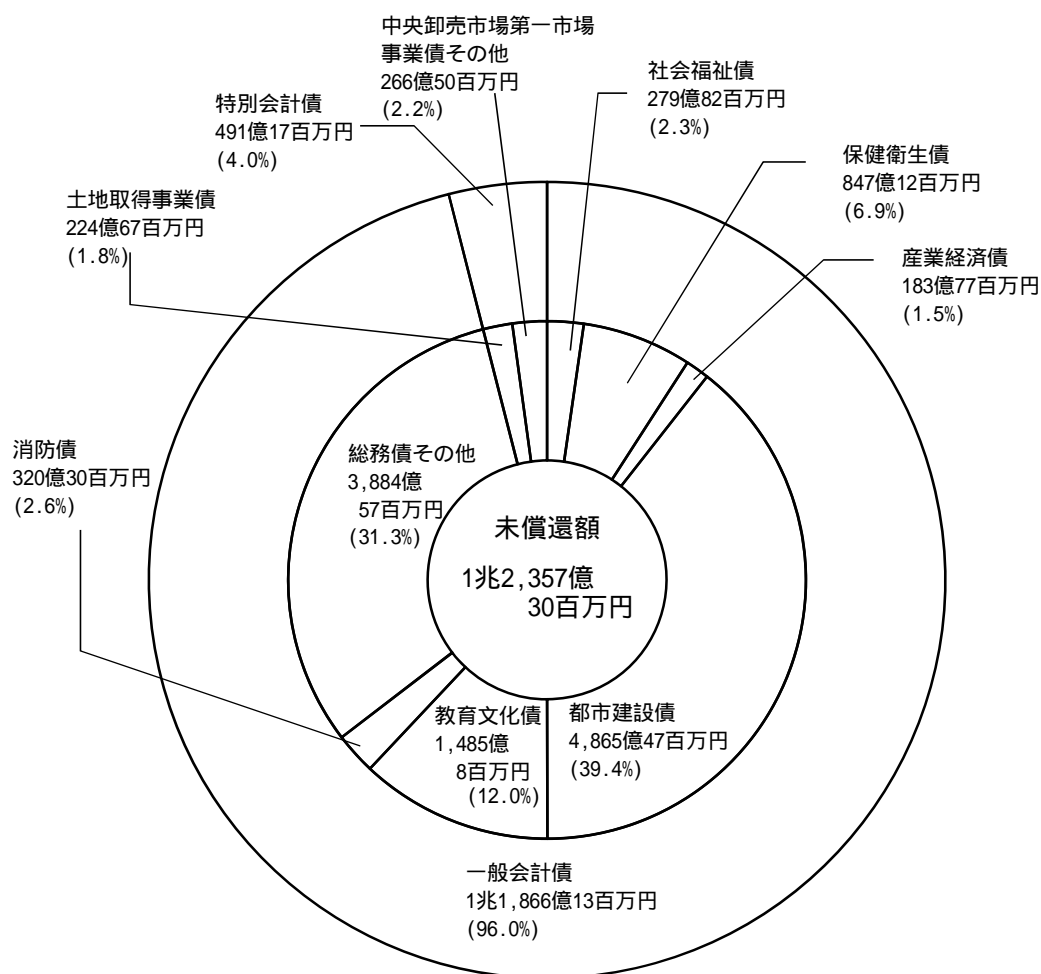 中央卸売市場第一市場
事業債その他
266億50百万円
(2.2%)
社会福祉債
279億82百万円
(2.3%)
特別会計債
491億17百万円
(4.0%)
保健衛生債
847億12百万円
(6.9%)
土地取得事業債
224億67百万円
(1.8%)
産業経済債
183億77百万円
(1.5%)
消防債
320億30百万円
(2.6%)
総務債その他
3,884億
57百万円
(31.3%)
未償還額
1兆2,357億
30百万円
教育文化債
1,485億
8百万円
(12.0%)
都市建設債
4,865億47百万円
(39.4%)
一般会計債
1兆1,866億13百万円
(96.0%)